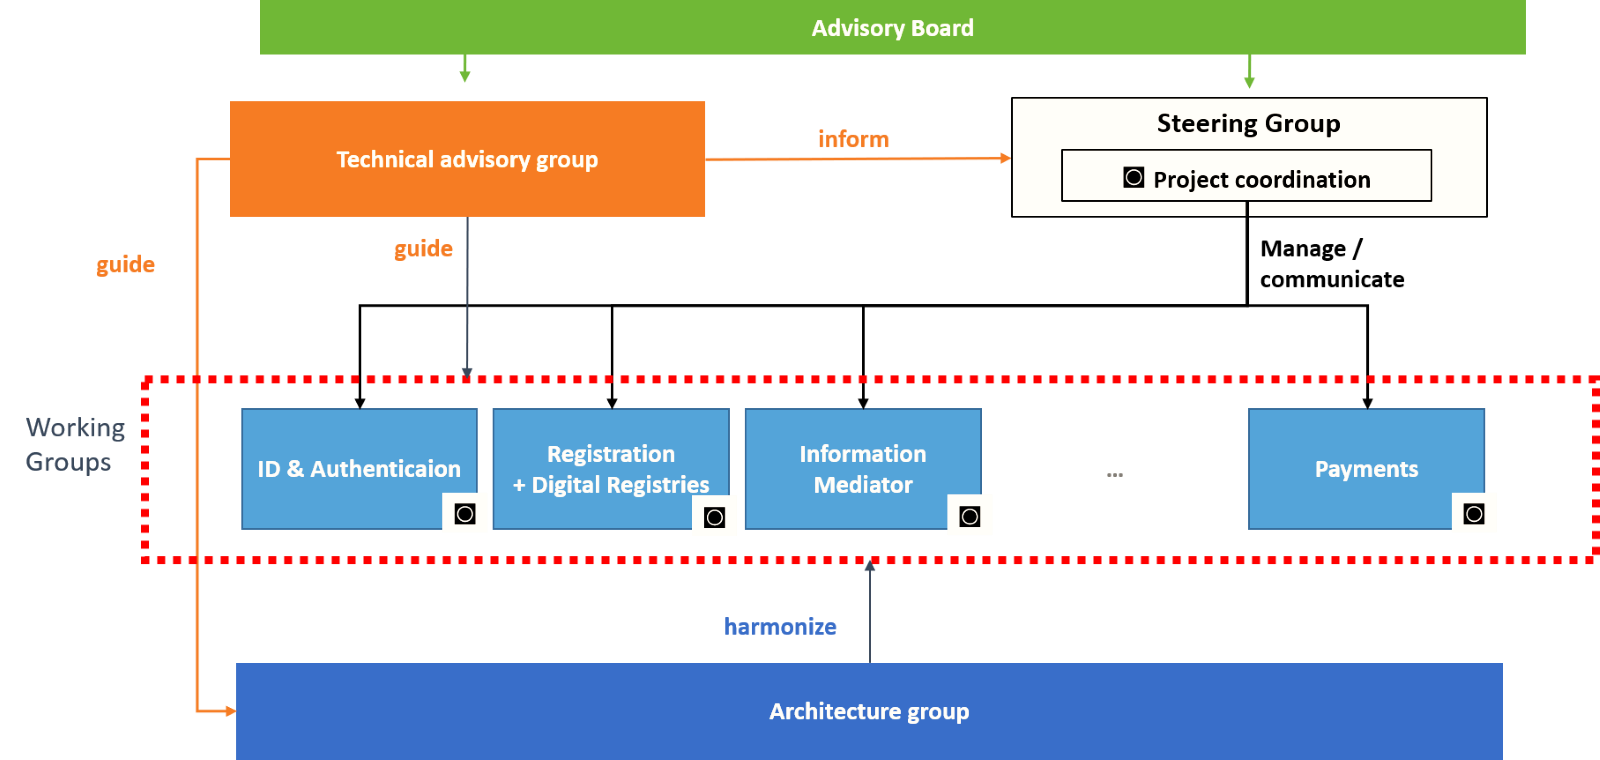 Advisory Board
Technical advisory group
inform
Steering Group
Project coordination
guide
guide
Manage /
communicate
Working
Groups
ID & Authenticaion
Registration
+ Digital Registries
Information
Mediator
...
Payments
harmonize
Architecture group